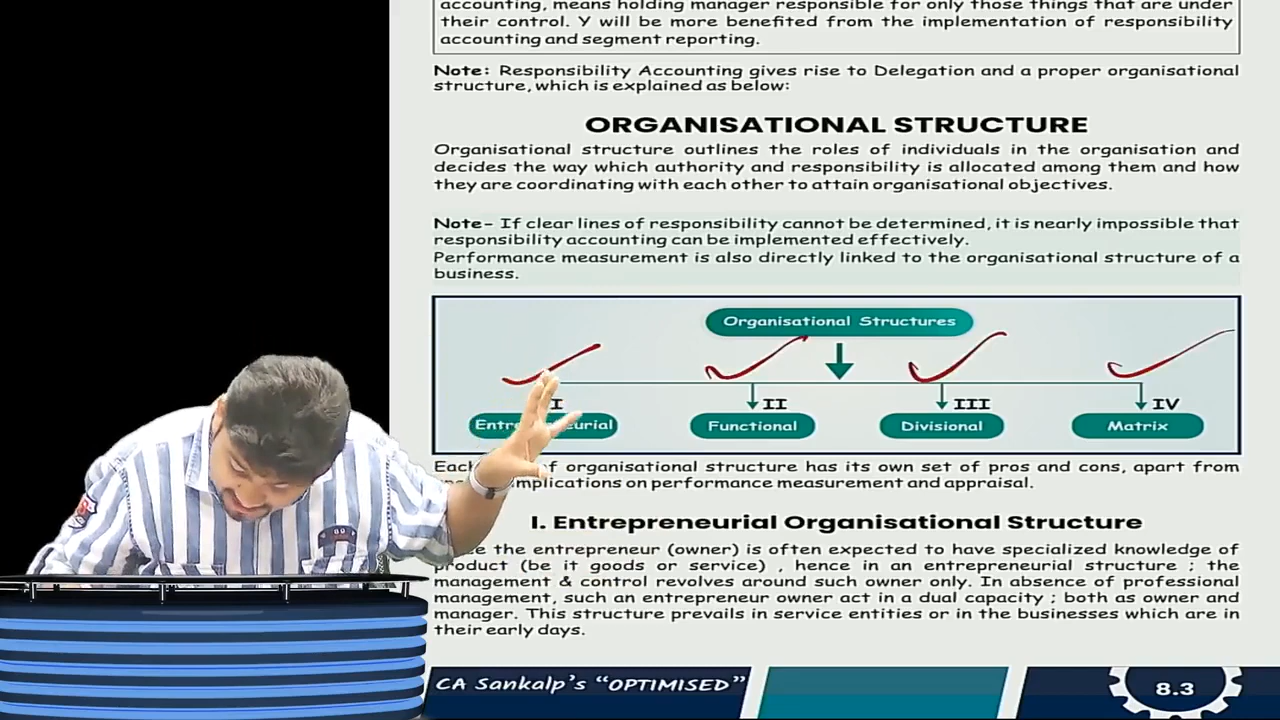 accounting, means holding manager responsible for only those things that are under
their control. Y will be more benefited from the implementation of responsibility
accounting and segment reporting.
Note: Responsibility Accounting gives rise to Delegation and a proper organisational
structure, which is explained as below:
ORGANISATIONAL STRUCTURE
Organisational structure outlines the roles of individuals in the organisation and
decides the way which authority and responsibility is allocated among them and how
they are coordinating with each other to attain organisational objectives.
Note- If clear lines of responsibility cannot be determined, it is nearly impossible that
responsibility accounting can be implemented effectively.
Performance measurement is also directly linked to the organisational structure of a
business.
Organisational Structures
I II III IV
Functional Divisional Matrix
of organisational structure has its own set of pros and cons, apart from
implications on performance measurement and appraisal.
I. Entrepreneurial Organisational Structure
the entrepreneur (owner) is often expected to have specialized knowledge of
product (be it goods or service) , hence in an entrepreneurial structure ; the
management & control revolves around such owner only. In absence of professional
management, such an entrepreneur owner act in a dual capacity ; both as owner and
manager. This structure prevails in service entities or in the businesses which are in
their early days.
CA Sankalp's "OPTIMISED"
8.3